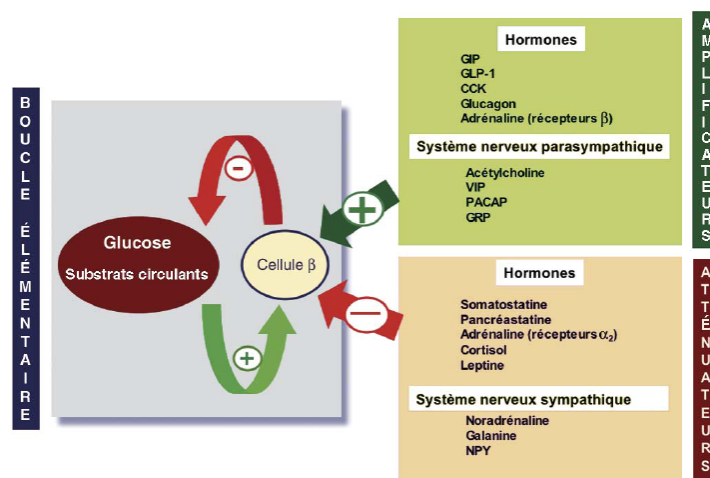 BOUCLE ÉLÉMENTAIRE
Glucose
Substrats circulants
Cellule β
-
+
+
−
Hormones
GIP
GLP-1
CCK
Glucagon
Adrénaline (récepteurs β)
Système nerveux parasympathique
Acétylcholine
VIP
PACAP
GRP
AMPLIFICATEURS
Hormones
Somatostatine
Pancréastatine
Adrénaline (récepteurs α₂)
Cortisol
Leptine
Système nerveux sympathique
Noradrénaline
Galanine
NPY
ATTÉNUATEURS